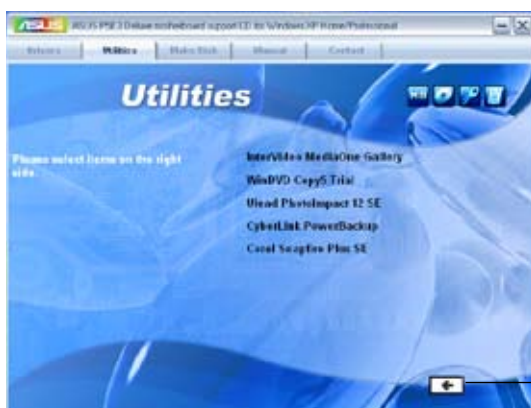 ASUS P5E3 Deluxe motherboard support CD for Windows XP Home/Professional
Drivers
Utilities
Make Disk
Manual
Contact
Utilities
Please select items on the right
side.
InterVideo MediaOne Gallery
WinDVD Copy5 Trial
Ulead PhotoImpact 12 SE
CyberLink PowerBackup
Corel Snapfire Plus SE